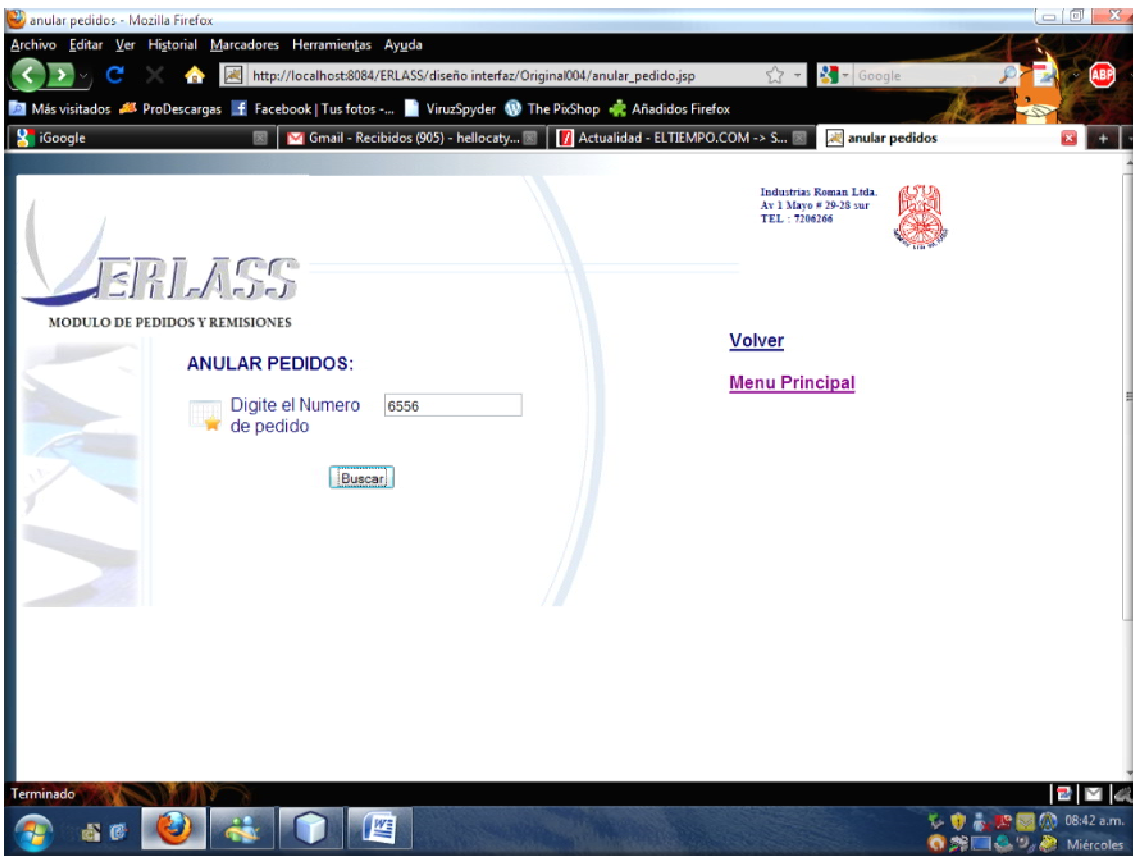 anular pedidos - Mozilla Firefox
Archivo Editar Ver Historial Marcadores Herramientas Ayuda
http://localhost:8084/ERLASS/diseño interfaz/Original004/anular_pedido.jsp
Google
ABP
Más visitados ProDescargas Facebook | Tus fotos -... ViruzSpyder The PixShop Añadidos Firefox
iGoogle
Gmail - Recibidos (905) - hellocaty...
Actualidad - ELTIEMPO.COM -> S...
anular pedidos
Industrias Roman Ltda.
Av 1 Mayo # 29-28 sur
TEL : 7206266
ERLASS
MODULO DE PEDIDOS Y REMISIONES
Volver
ANULAR PEDIDOS:
Menu Principal
Digite el Numero
de pedido
6556
Buscar
Terminado
08:42 a.m.
Miércoles